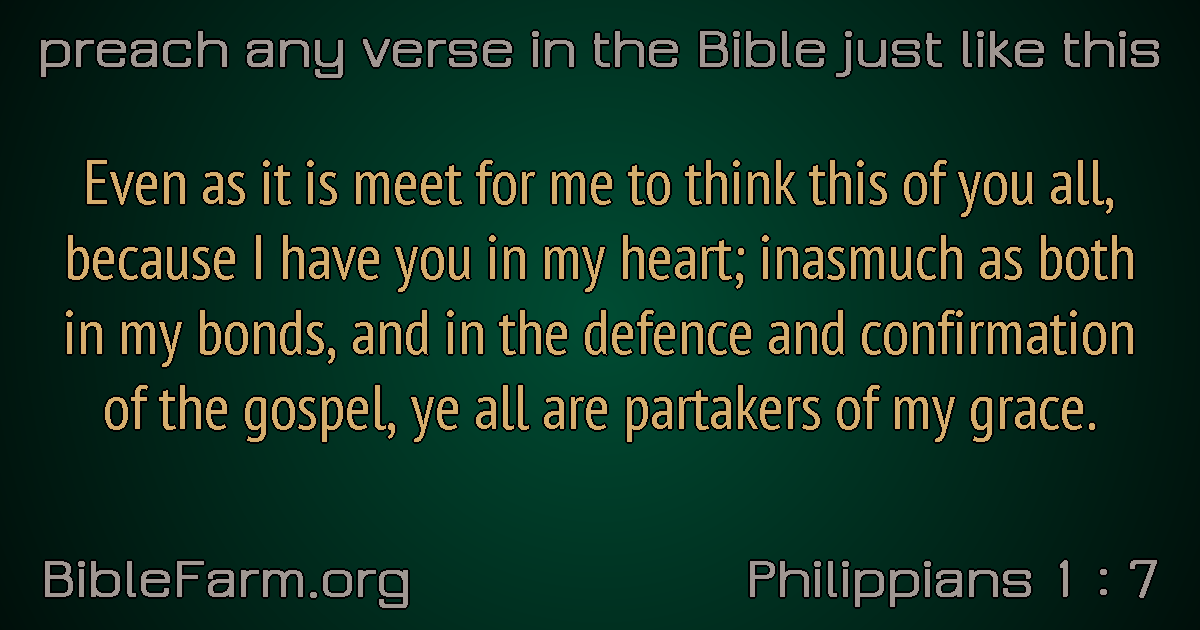 preach any verse in the Bible just like this
Even as it is meet for me to think this of you all,
because I have you in my heart; inasmuch as both
in my bonds, and in the defence and confirmation
of the gospel, ye all are partakers of my grace.
BibleFarm.org
Philippians 1 : 7